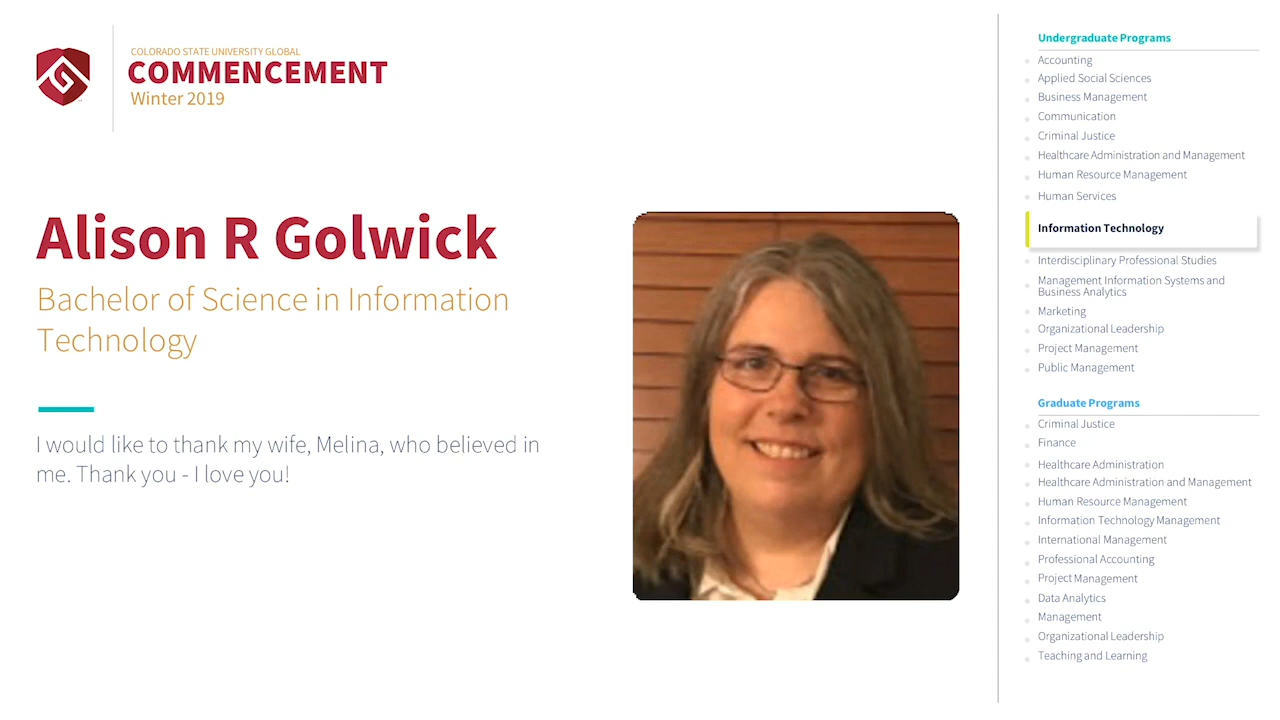 COLORADO STATE UNIVERSITY GLOBAL
COMMENCEMENT
Winter 2019
Alison R Golwick
Bachelor of Science in Information
Technology
I would like to thank my wife, Melina, who believed in
me. Thank you - I love you!
Undergraduate Programs
Accounting
Applied Social Sciences
Business Management
Communication
Criminal Justice
Healthcare Administration and Management
Human Resource Management
Human Services
Information Technology
Interdisciplinary Professional Studies
Management Information Systems and
Business Analytics
Marketing
Organizational Leadership
Project Management
Public Management
Graduate Programs
Criminal Justice
Finance
Healthcare Administration
Healthcare Administration and Management
Human Resource Management
Information Technology Management
International Management
Professional Accounting
Project Management
Data Analytics
Management
Organizational Leadership
Teaching and Learning